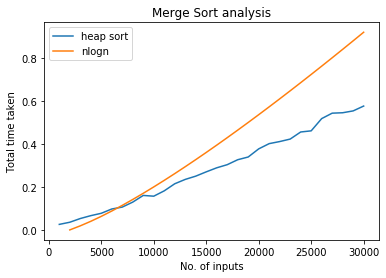 Merge Sort analysis
heap sort
nlogn
Total time taken
0.8
0.6
0.4
0.2
0.0
0
5000
10000
15000
20000
25000
30000
No. of inputs